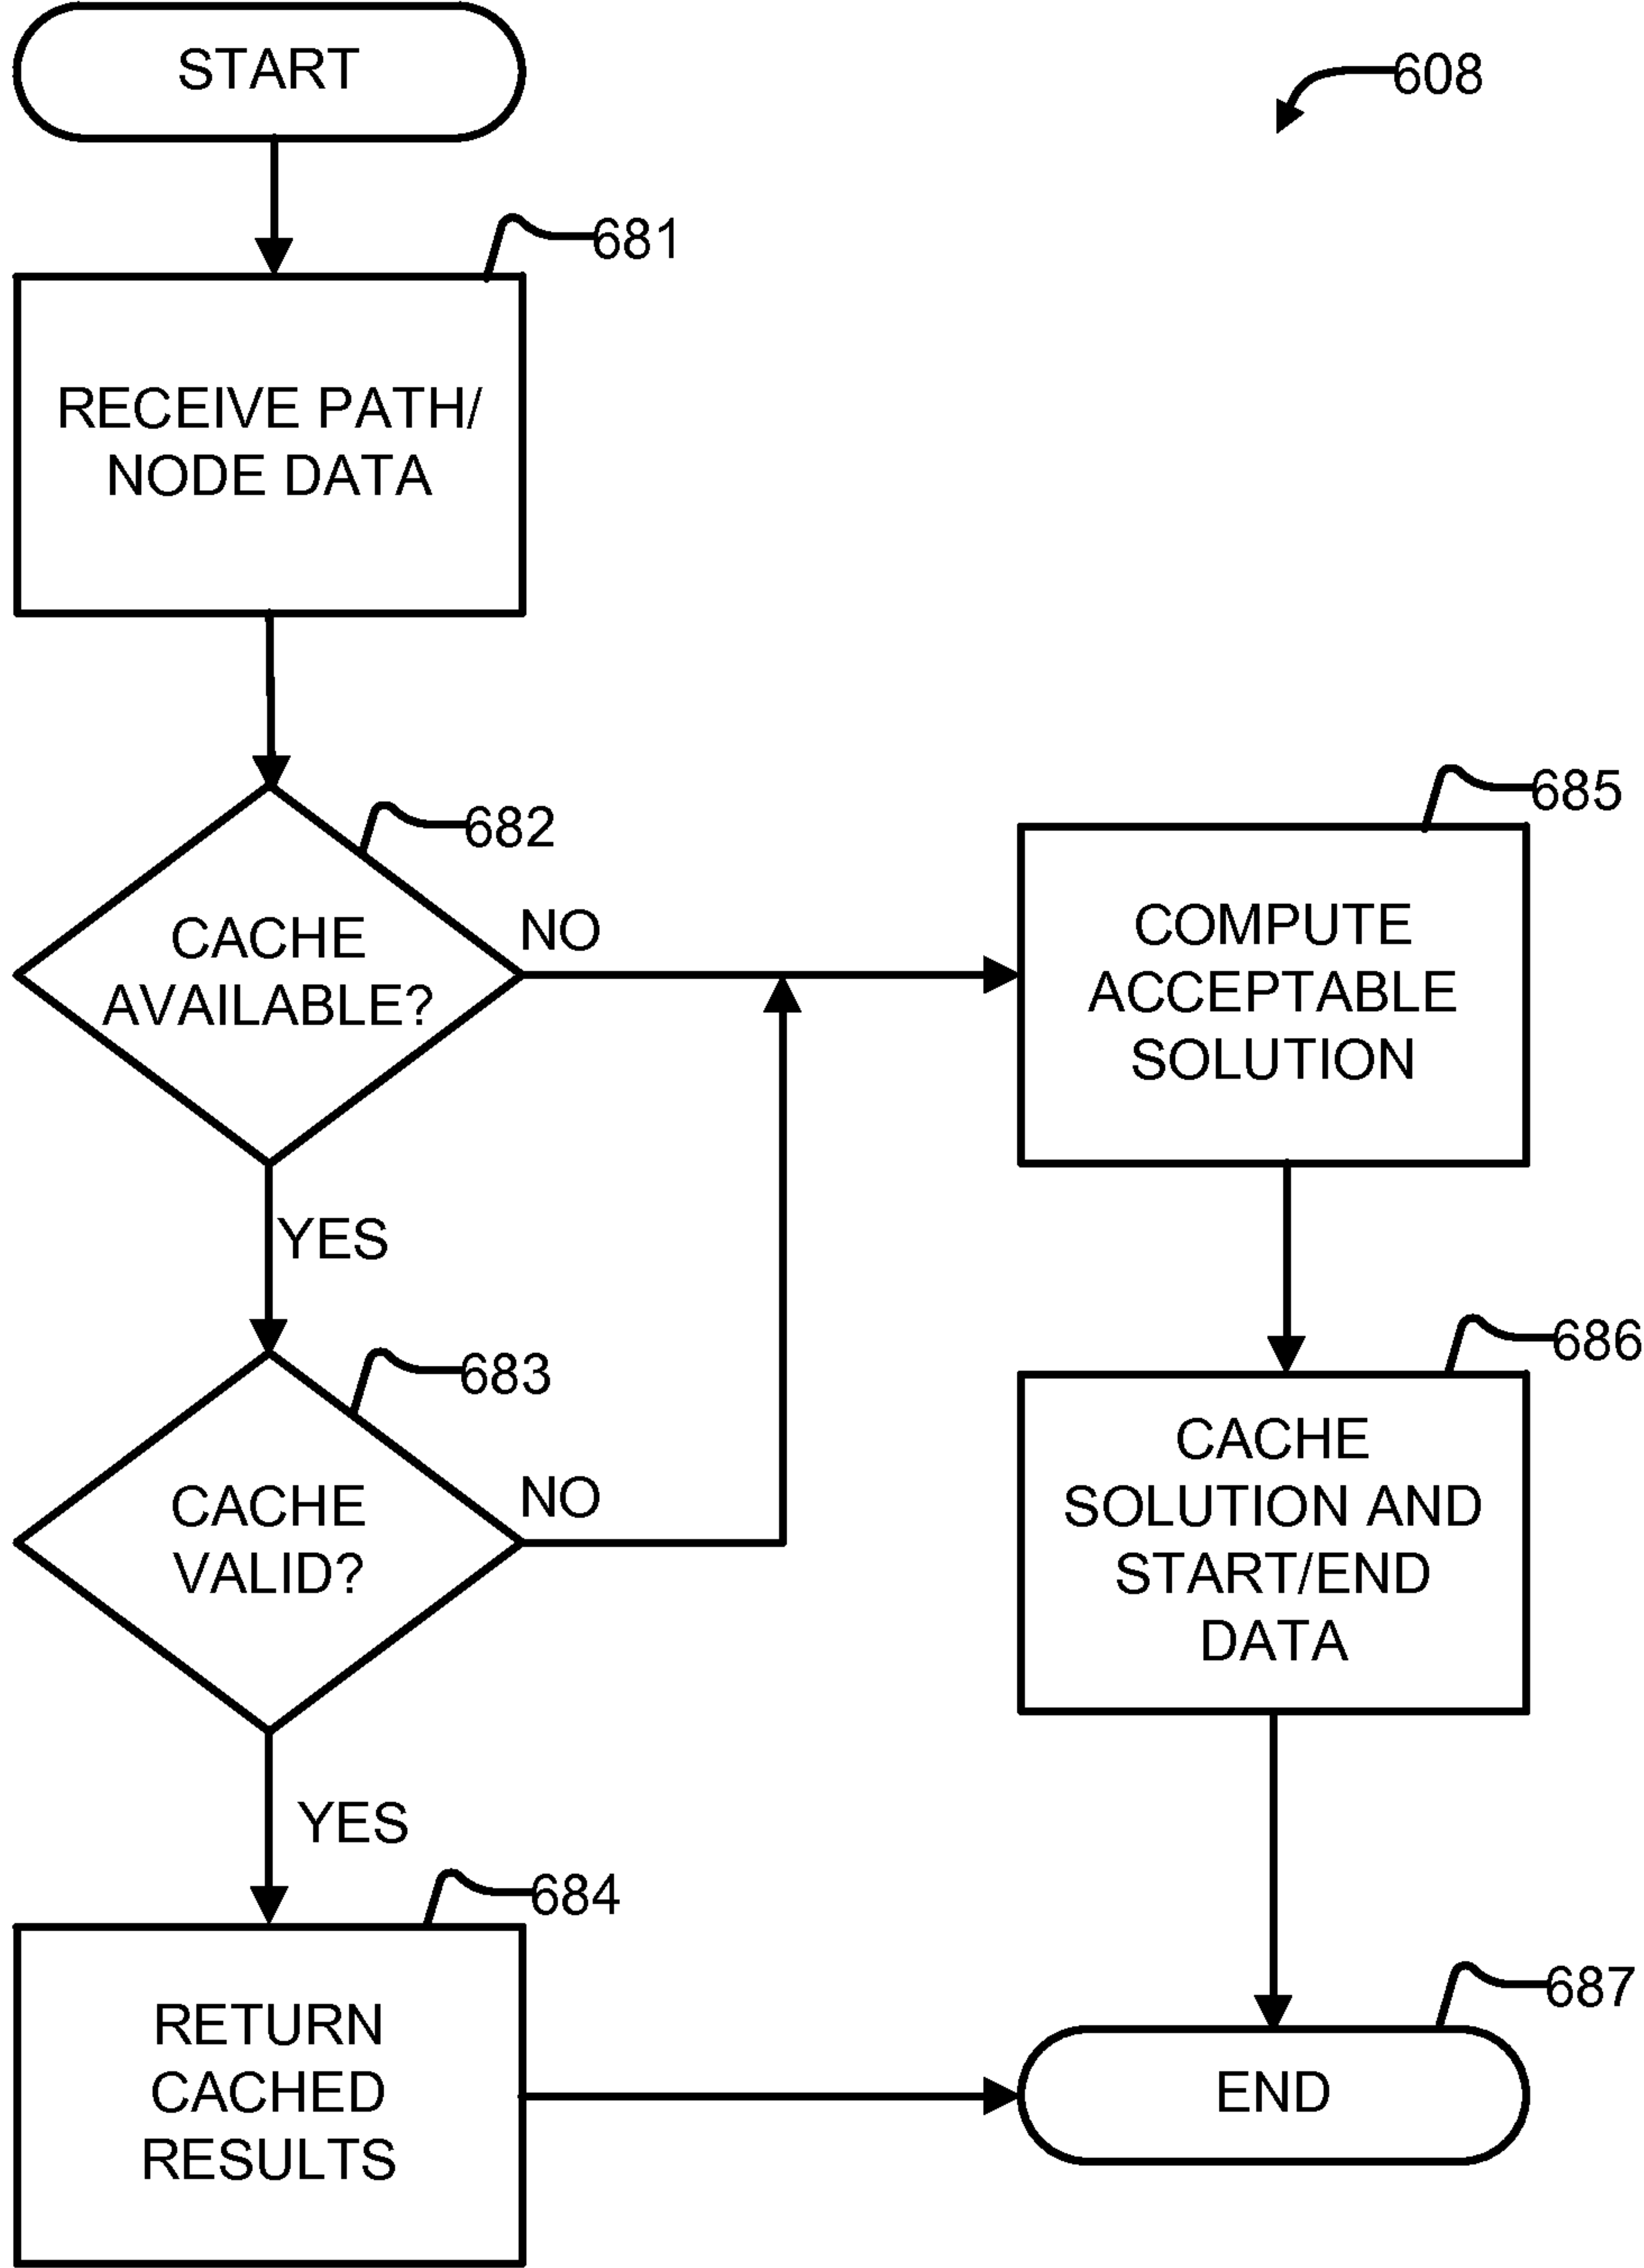 START
608
681
RECEIVE PATH/
NODE DATA
682
CACHE
AVAILABLE?
NO
YES
685
COMPUTE
ACCEPTABLE
SOLUTION
683
CACHE
VALID?
NO
YES
686
CACHE
SOLUTION AND
START/END
DATA
684
RETURN
CACHED
RESULTS
687
END